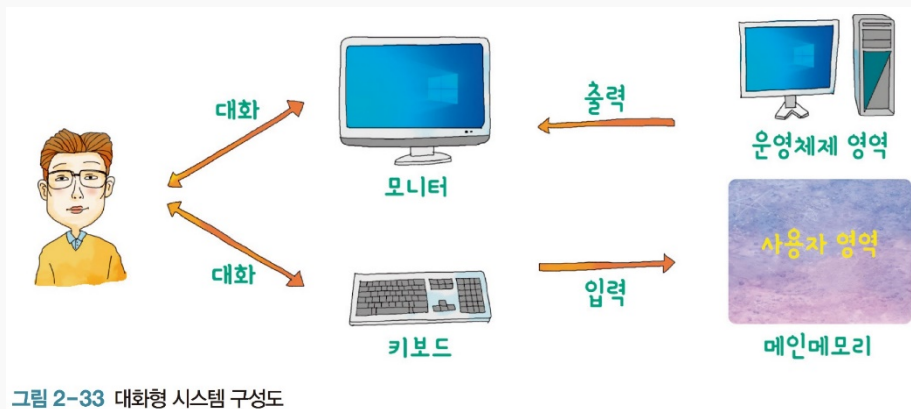 대화
출력
모니터
운영체제 영역
사용자 영역
대화
입력
키보드
메인메모리
그림 2-33 대화형 시스템 구성도